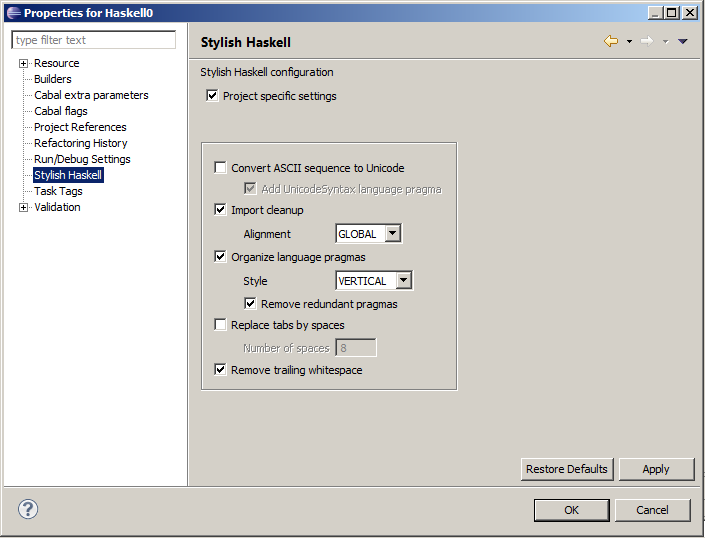 Properties for Haskell0
type filter text
Resource
Builders
Cabal extra parameters
Cabal flags
Project References
Refactoring History
Run/Debug Settings
Stylish Haskell
Task Tags
Validation
Stylish Haskell
Stylish Haskell configuration
Project specific settings
Convert ASCII sequence to Unicode
Add UnicodeSyntax language pragma
Import cleanup
Alignment GLOBAL
Organize language pragmas
Style VERTICAL
Remove redundant pragmas
Replace tabs by spaces
Number of spaces 8
Remove trailing whitespace
Restore Defaults Apply
? OK Cancel